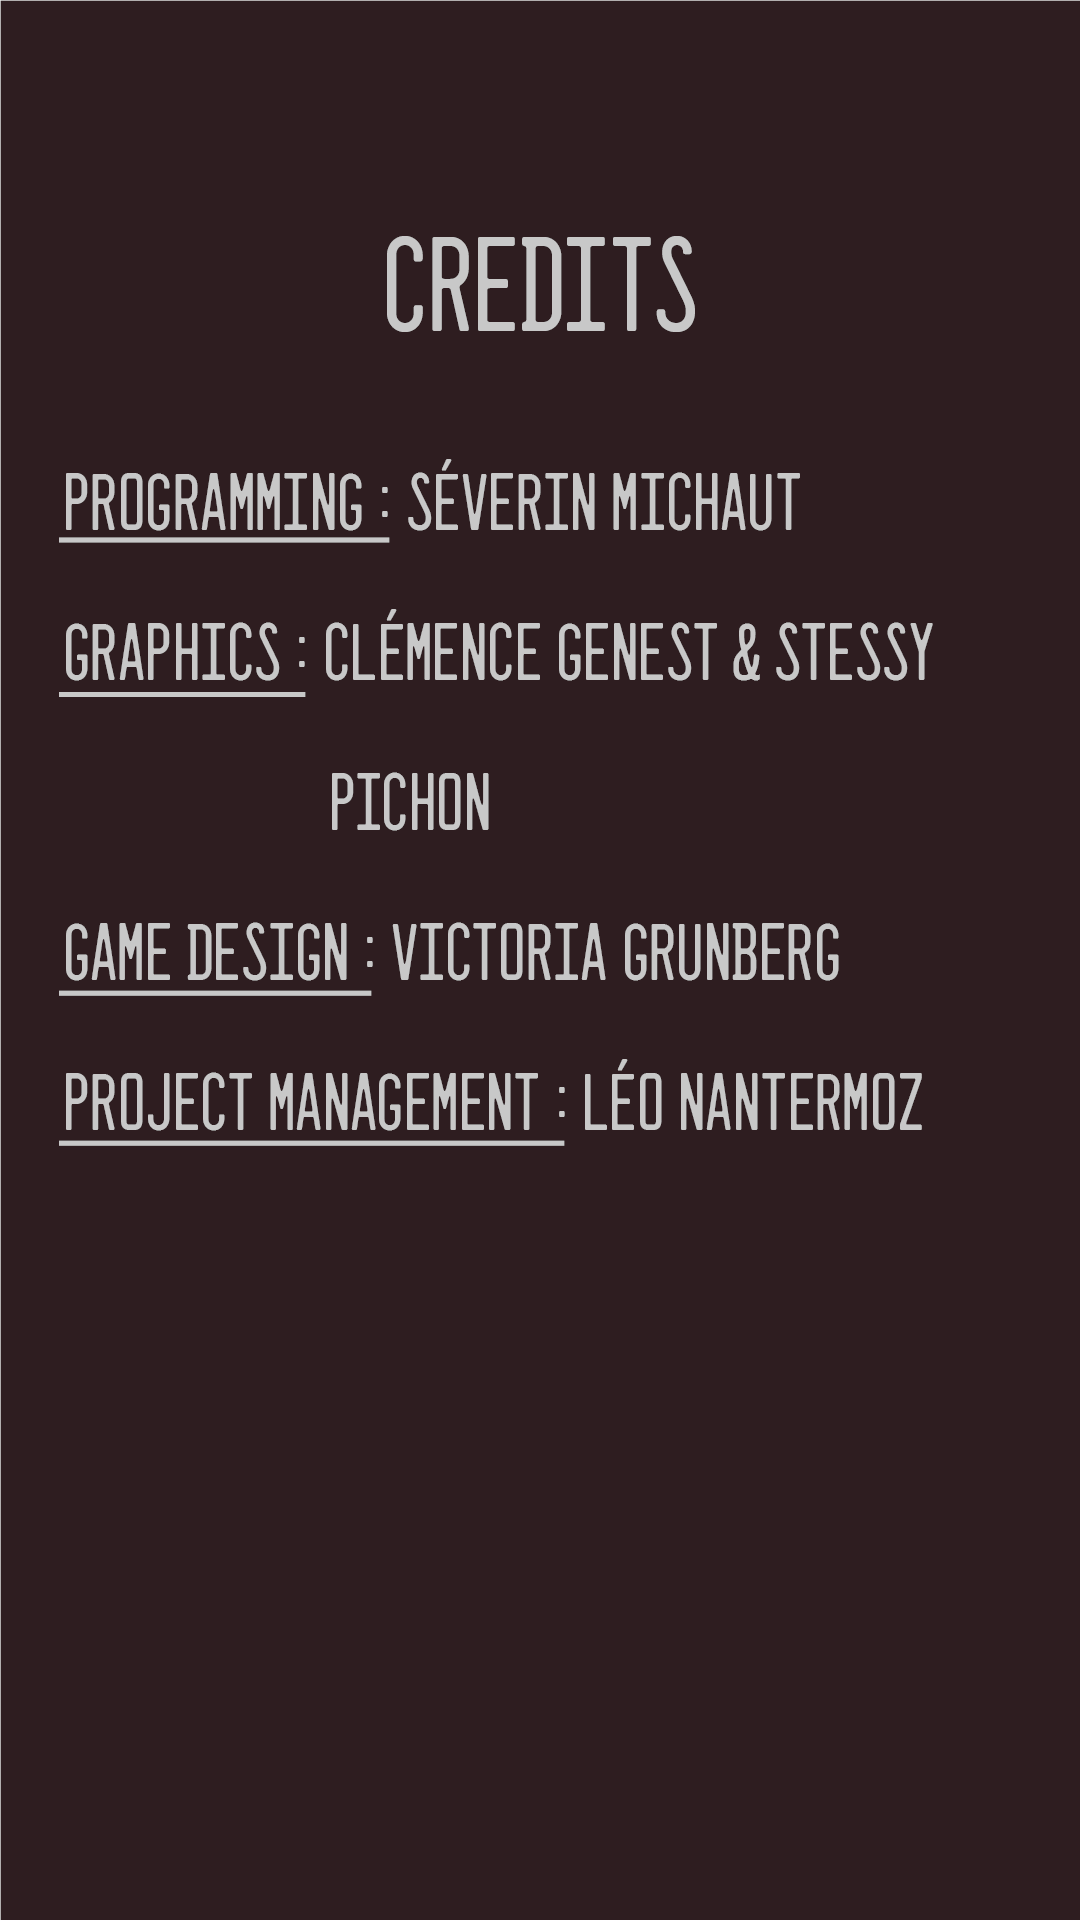 CREDITS
PROGRAMMING : SÉVERIN MICHAUT
GRAPHICS : CLÉMENCE GENEST & STESSY
PICHON
GAME DESIGN : VICTORIA GRUNBERG
PROJECT MANAGEMENT : LÉO NANTERMOZ